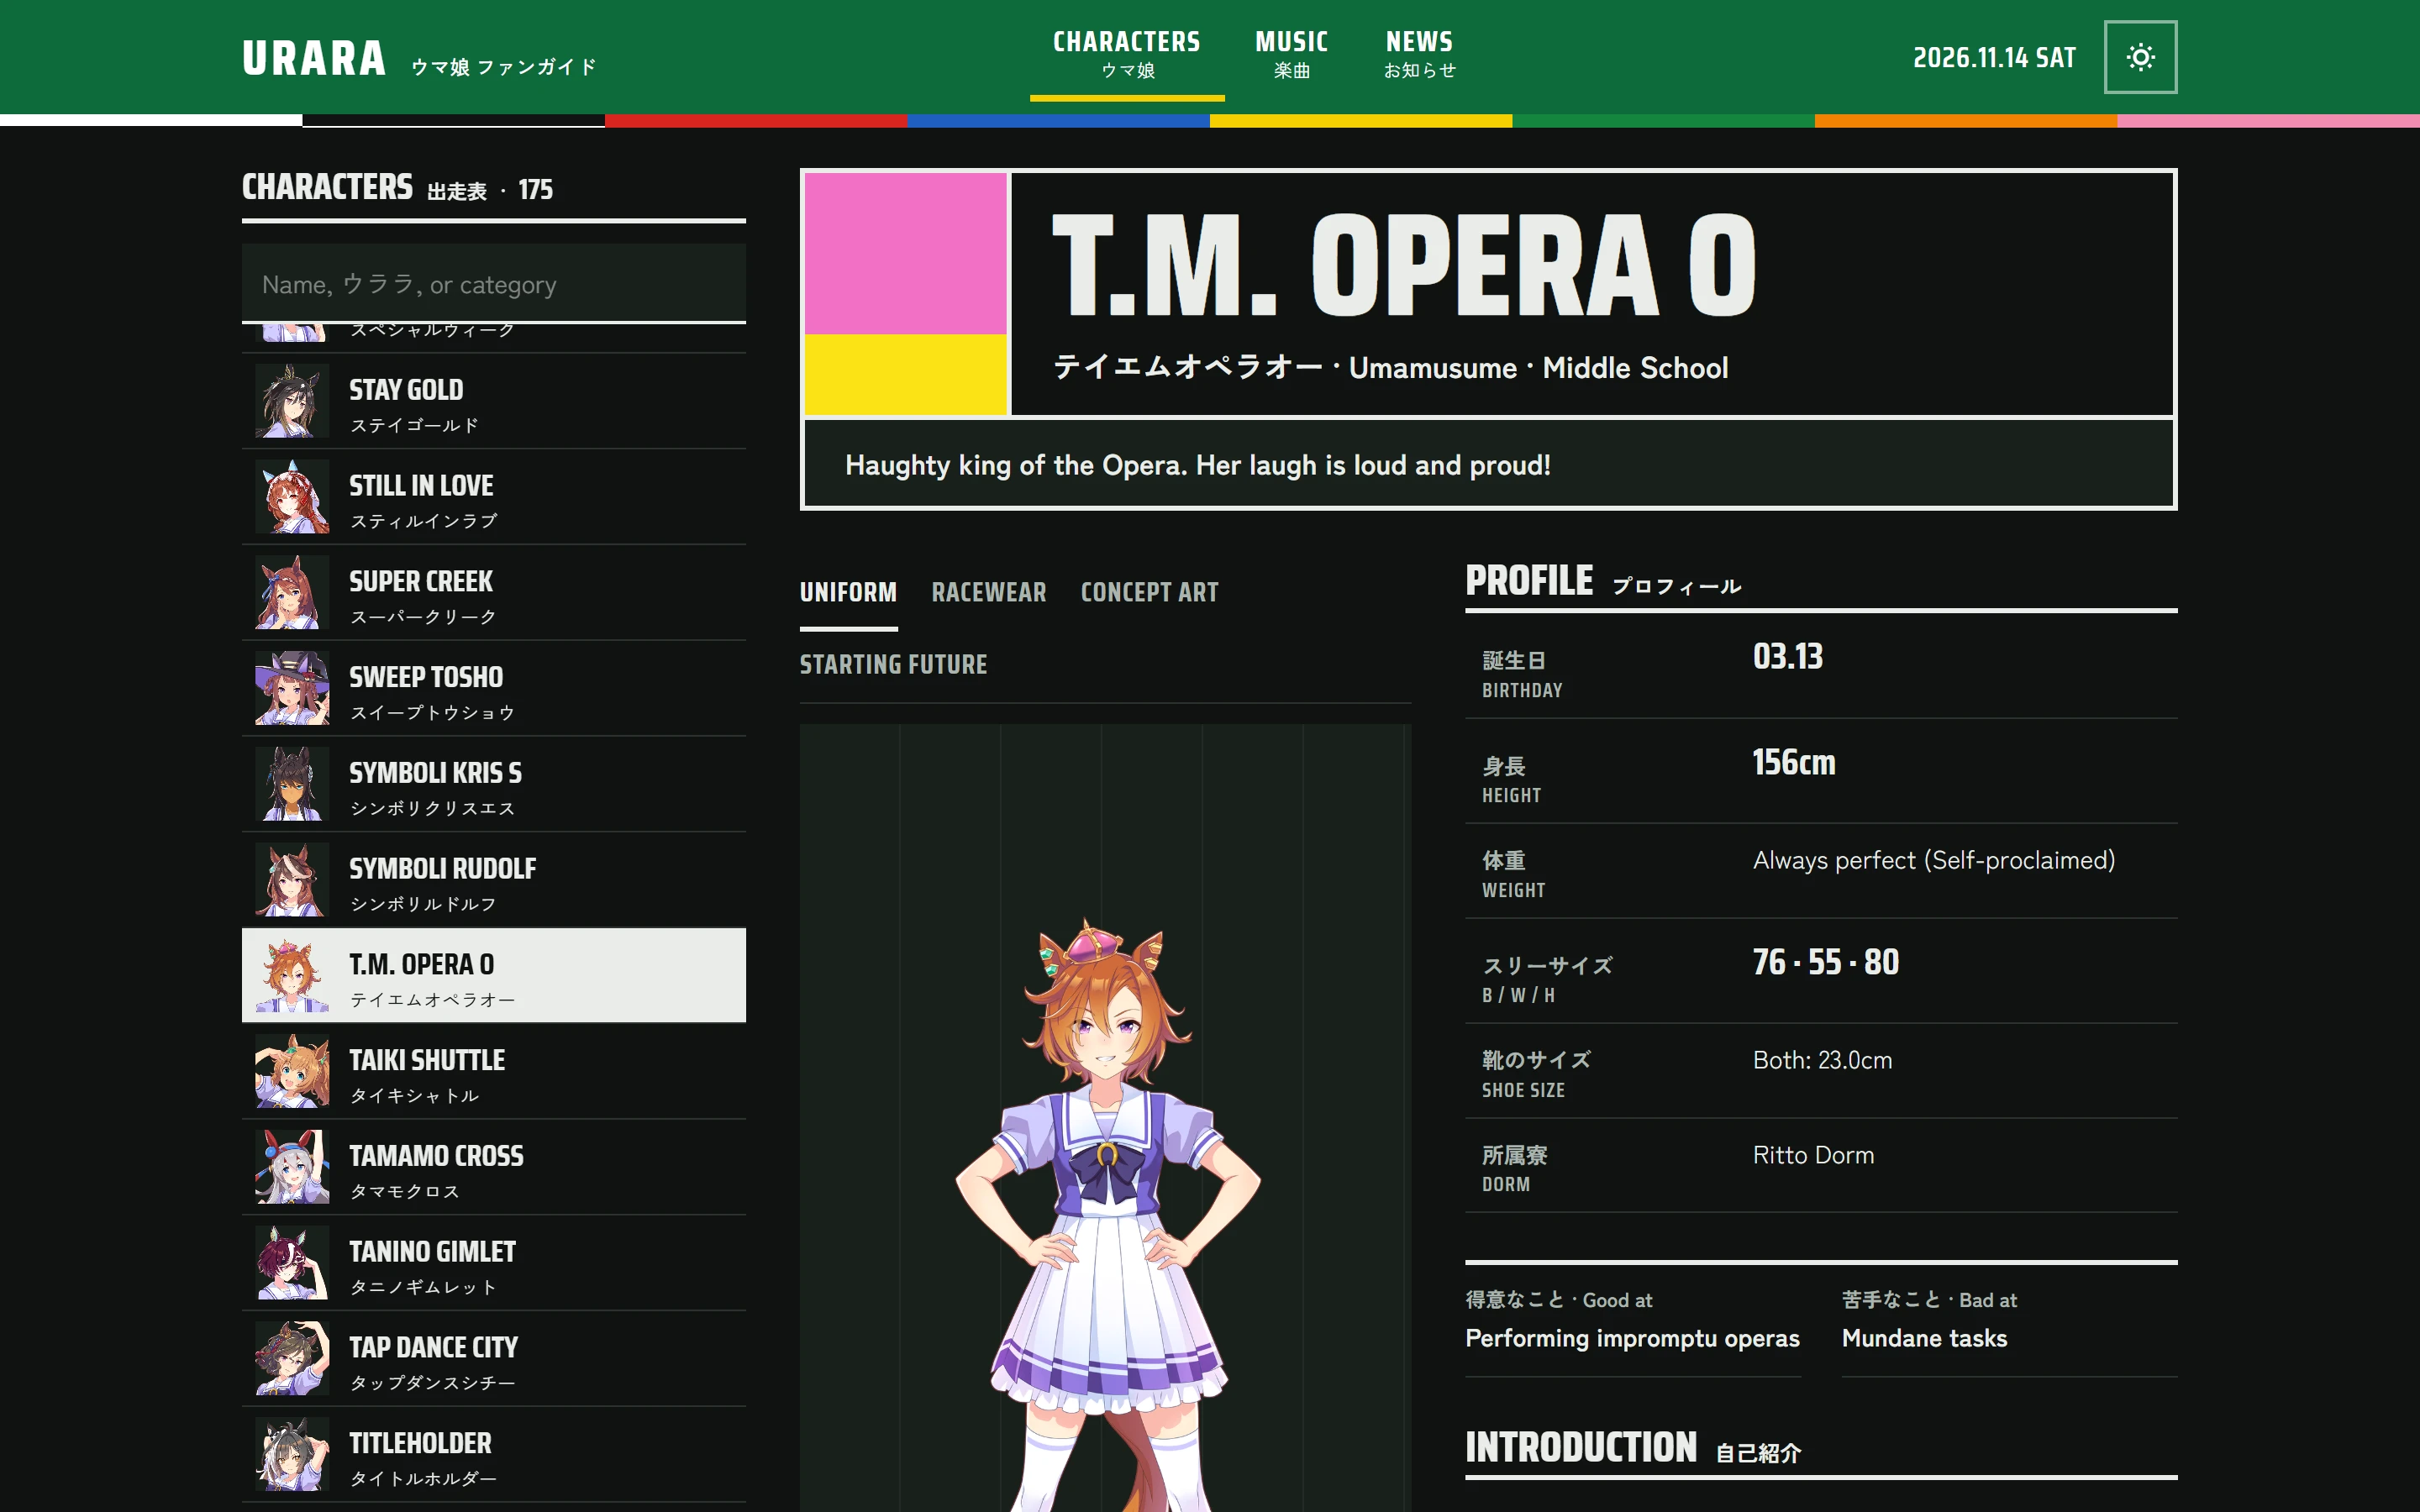 URARA ウマ娘 ファンガイド
CHARACTERS
ウマ娘
MUSIC
楽曲
NEWS
お知らせ
2026.11.14 SAT
CHARACTERS 出走表 · 175
Name, ウララ, or category
スペシャルウィーク
STAY GOLD
ステイゴールド
STILL IN LOVE
スティルインラブ
SUPER CREEK
スーパークリーク
SWEEP TOSHO
スイープトウショウ
SYMBOLI KRIS S
シンボリクリスエス
SYMBOLI RUDOLF
シンボリルドルフ
T.M. OPERA O
テイエムオペラオー
TAIKI SHUTTLE
タイキシャトル
TAMAMO CROSS
タマモクロス
TANINO GIMLET
タニノギムレット
TAP DANCE CITY
タップダンスシチー
TITLEHOLDER
タイトルホルダー
T.M. OPERA O
テイエムオペラオー · Umamusume · Middle School
Haughty king of the Opera. Her laugh is loud and proud!
UNIFORM RACEWEAR CONCEPT ART
STARTING FUTURE
PROFILE プロフィール
誕生日
BIRTHDAY
03.13
身長
HEIGHT
156cm
体重
WEIGHT
Always perfect (Self-proclaimed)
スリーサイズ
B / W / H
76 · 55 · 80
靴のサイズ
SHOE SIZE
Both: 23.0cm
所属寮
DORM
Ritto Dorm
得意なこと · Good at
Performing impromptu operas
苦手なこと · Bad at
Mundane tasks
INTRODUCTION 自己紹介